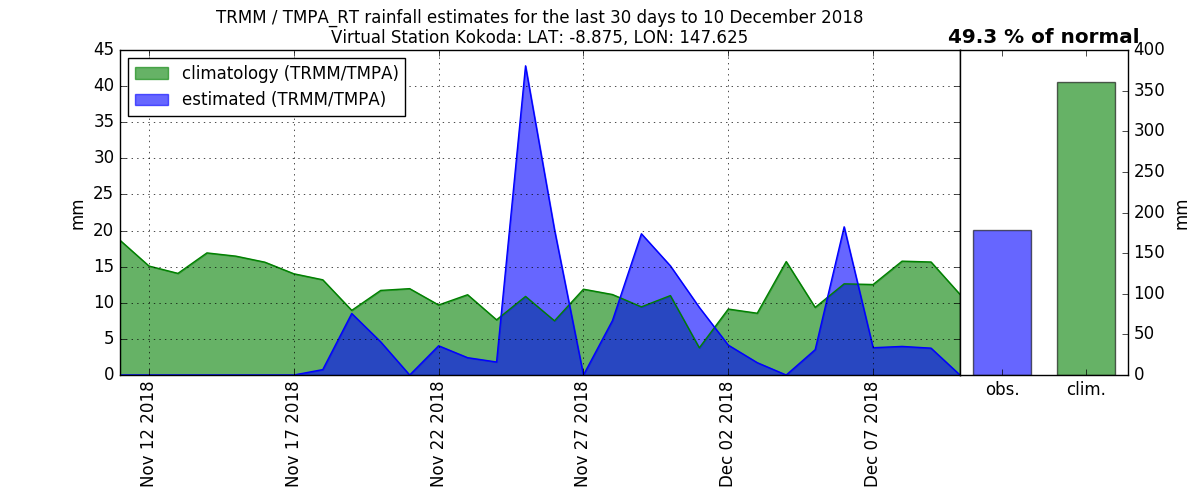 TRMM / TMPA_RT rainfall estimates for the last 30 days to 10 December 2018
Virtual Station Kokoda: LAT: -8.875, LON: 147.625
49.3 % of normal
climatology (TRMM/TMPA)
estimated (TRMM/TMPA)
45
40
35
30
25
20
15
10
5
0
mm
Nov 12 2018
Nov 17 2018
Nov 22 2018
Nov 27 2018
Dec 02 2018
Dec 07 2018
obs.
clim.
400
350
300
250
200
150
100
50
0
mm